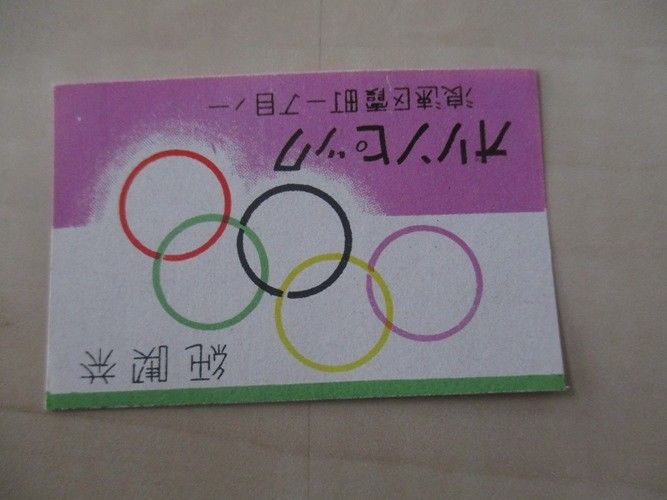 純喫茶
オリンピック
浪速区霞町一丁目ノ一